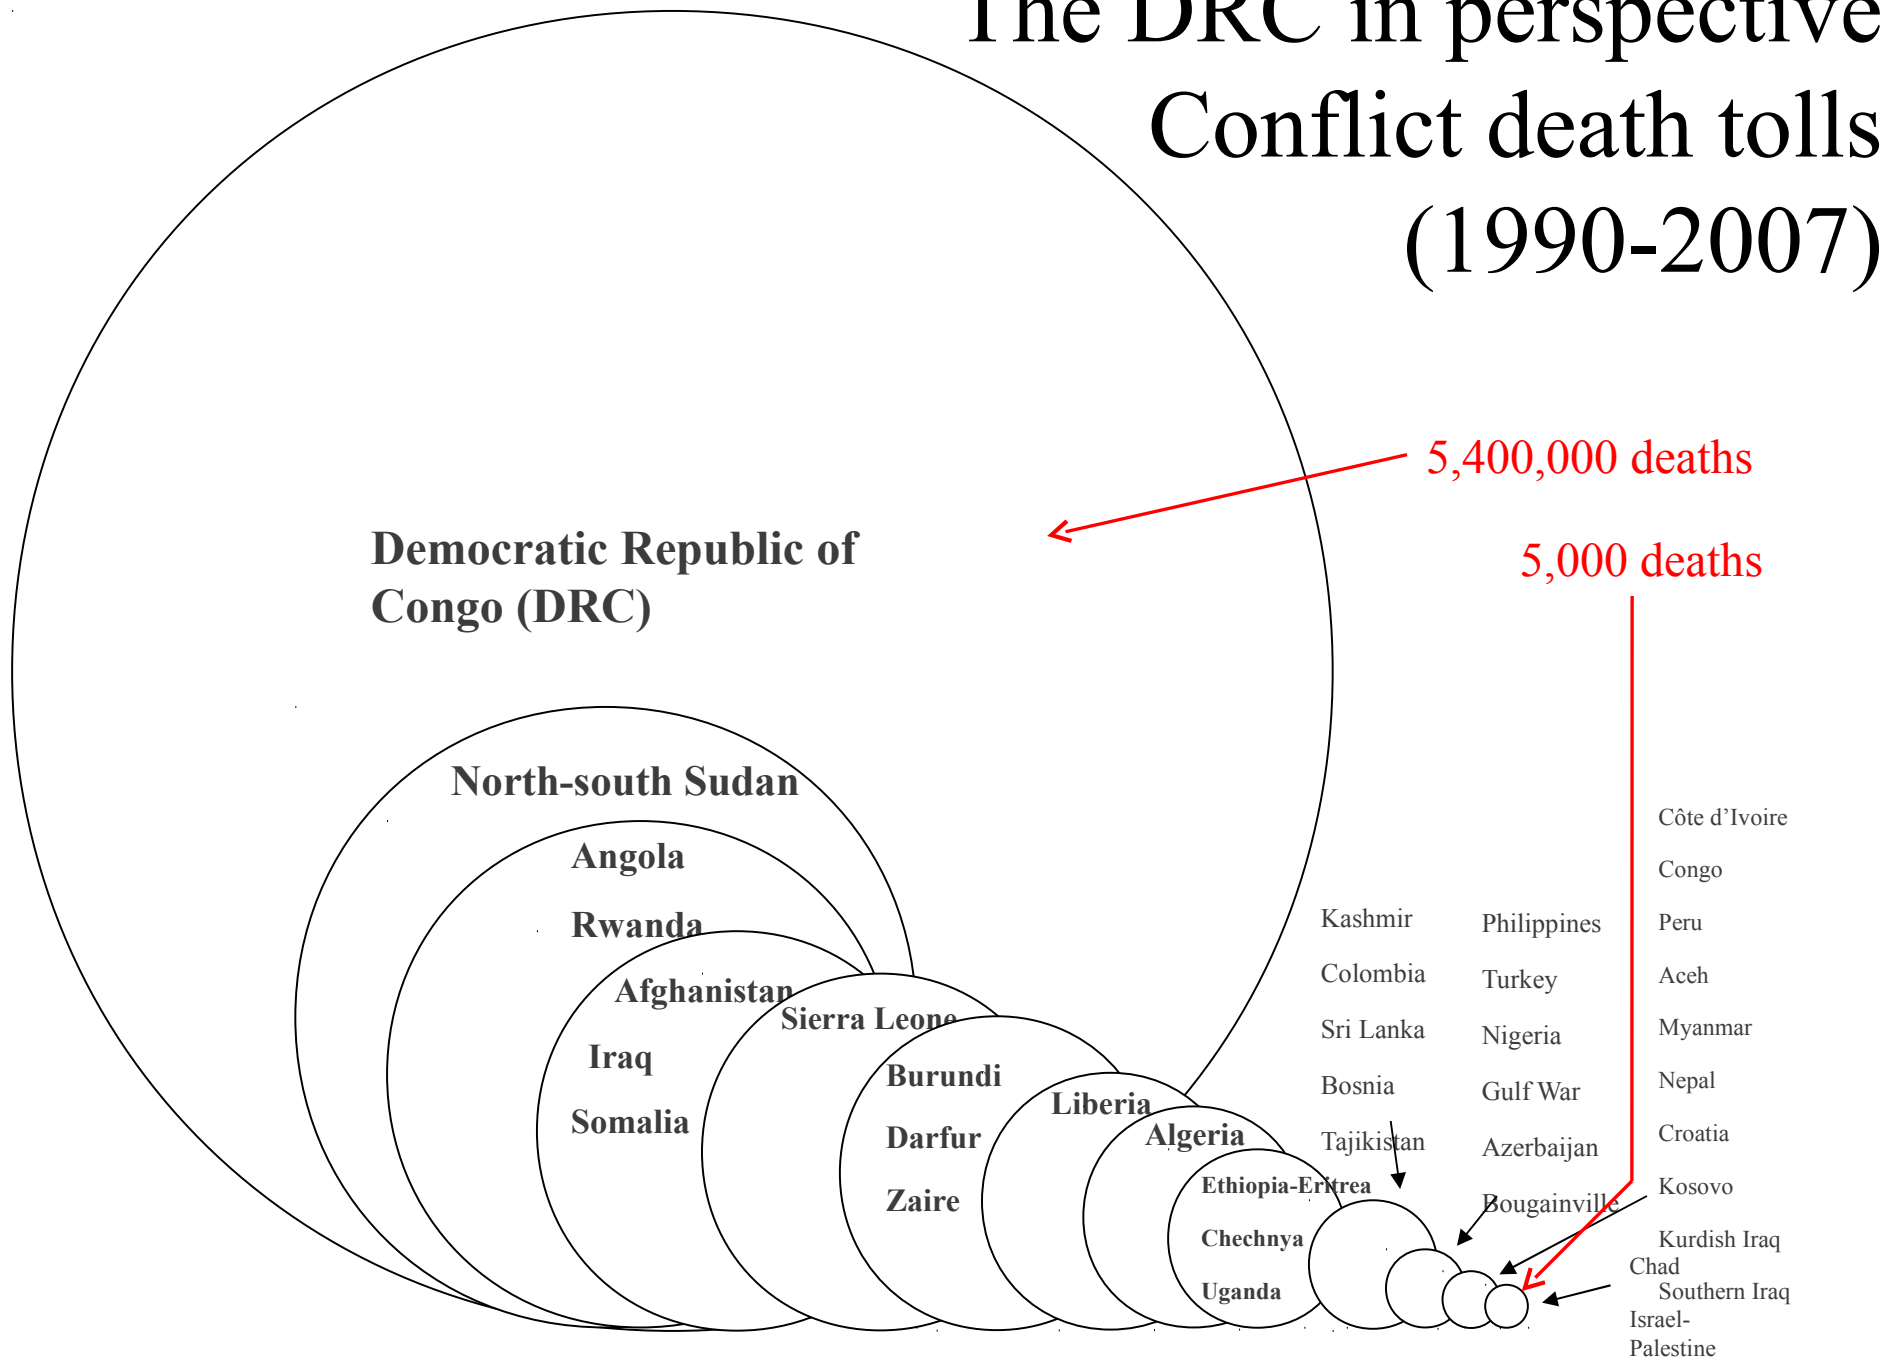 The DRC in perspective
Conflict death tolls
(1990-2007)
5,400,000 deaths
5,000 deaths
Democratic Republic of
Congo (DRC)
North-south Sudan
Angola
Rwanda
Afghanistan
Iraq
Somalia
Sierra Leone
Burundi
Darfur
Zaire
Liberia
Algeria
Ethiopia-Eritrea
Chechnya
Uganda
Kashmir
Colombia
Sri Lanka
Bosnia
Tajikistan
Philippines
Turkey
Nigeria
Gulf War
Azerbaijan
Bougainville
Côte d’Ivoire
Congo
Peru
Aceh
Myanmar
Nepal
Croatia
Kosovo
Kurdish Iraq
Southern Iraq
Chad
Israel-
Palestine